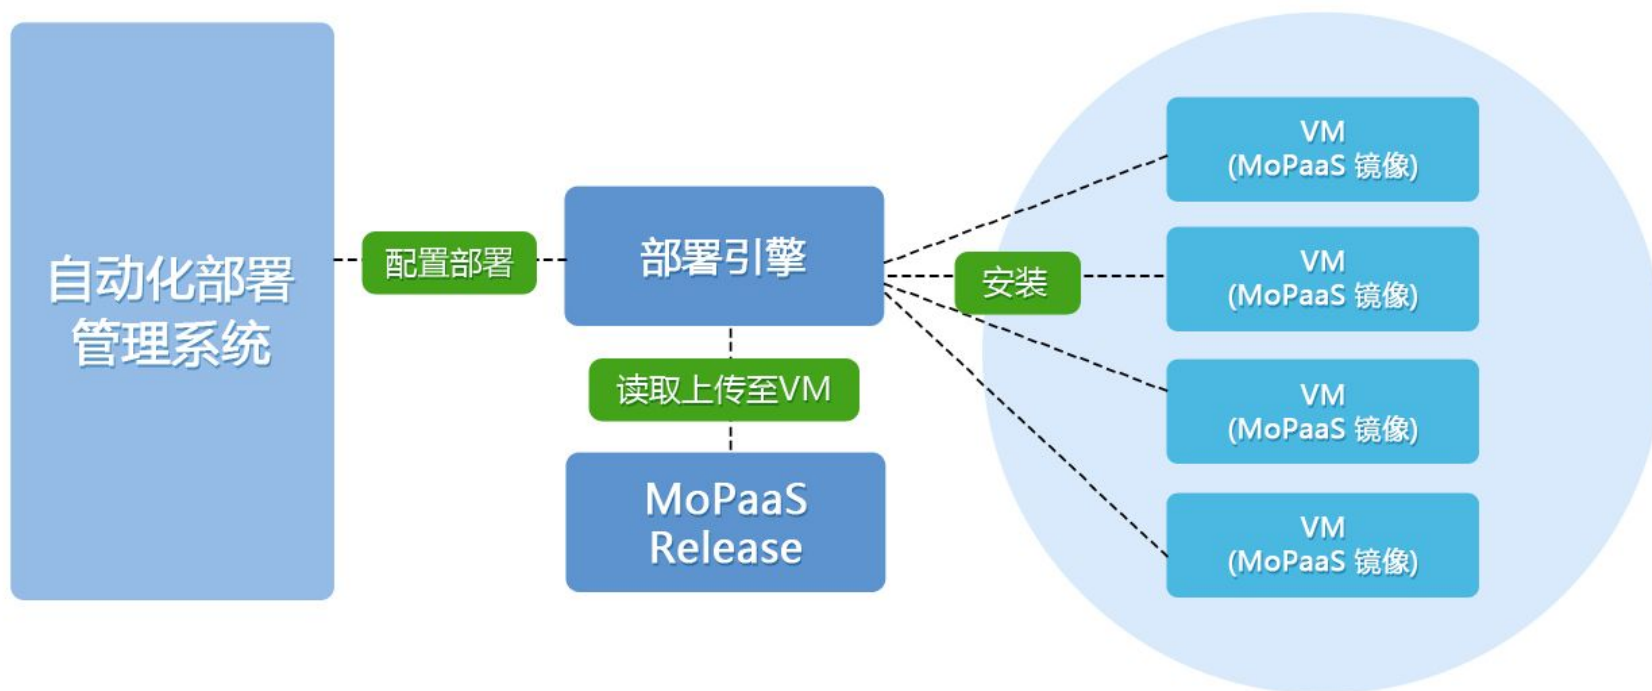 自动化部署
管理系统
配置部署
部署引擎
读取上传至VM
MoPaaS
Release
安装
VM
(MoPaaS 镜像)
VM
(MoPaaS 镜像)
VM
(MoPaaS 镜像)
VM
(MoPaaS 镜像)